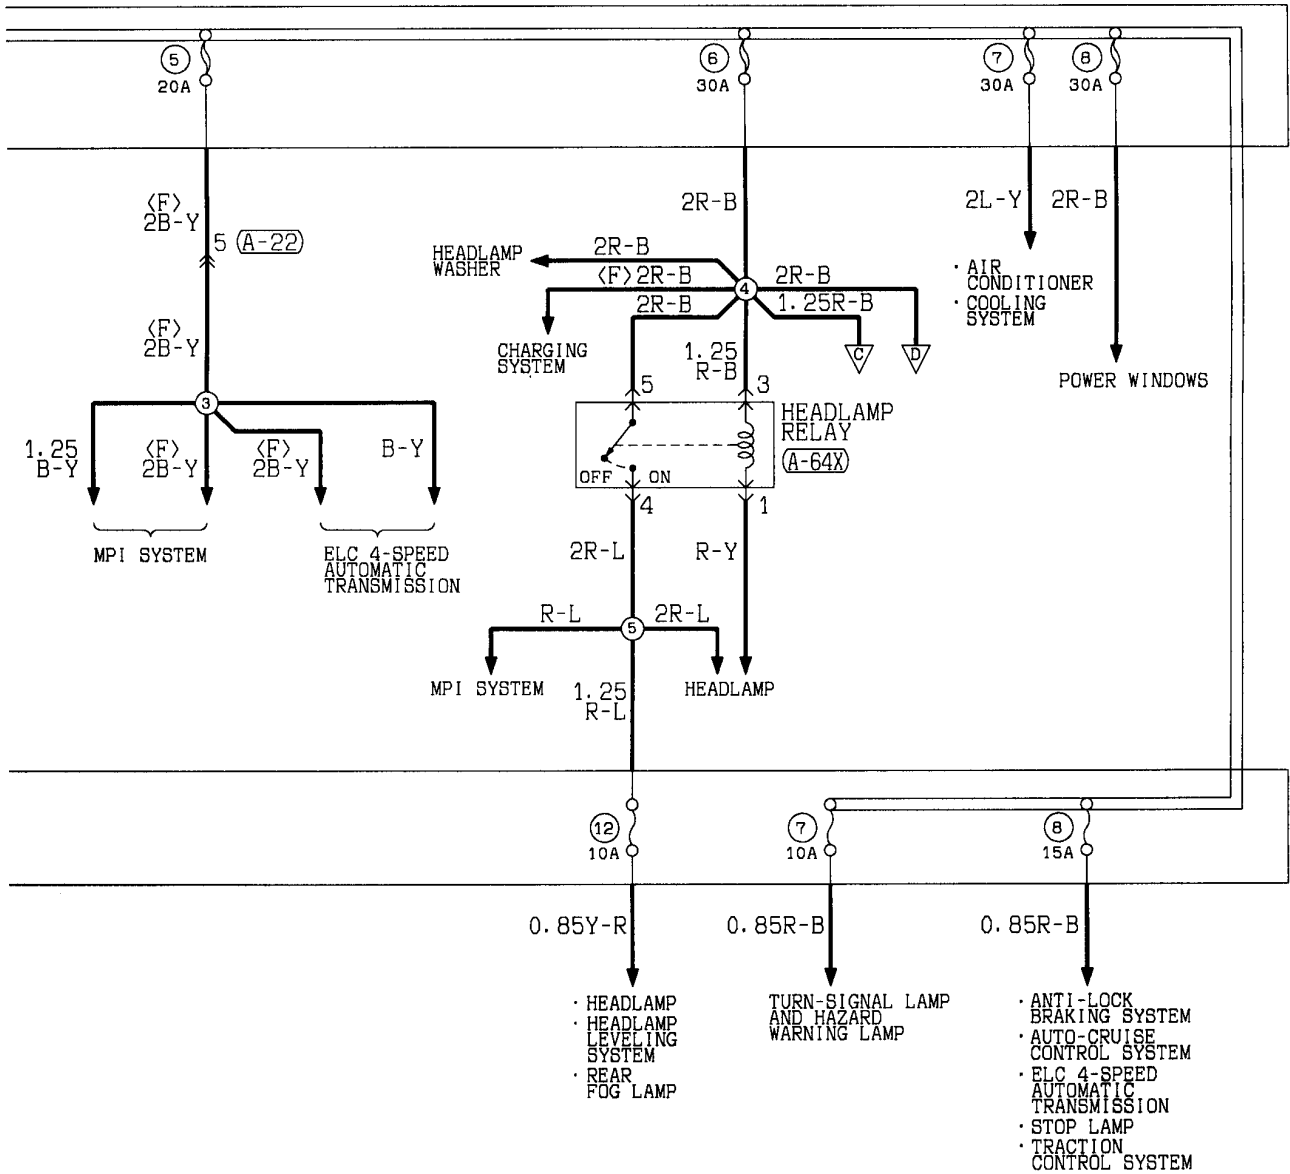 5
20A
6
30A
7
30A
8
30A
<F>
2B-Y
5 (A-22)
2R-B
2L-Y
2R-B
HEADLAMP
WASHER
2R-B
<F>2R-B
2R-B
4
2R-B
1.25R-B
C
D
· AIR
CONDITIONER
· COOLING
SYSTEM
<F>
2B-Y
CHARGING
SYSTEM
1.25
R-B
POWER WINDOWS
3
5
3
HEADLAMP
RELAY
(A-64X)
1.25
B-Y
<F>
2B-Y
<F>
2B-Y
B-Y
OFF
ON
4
1
MPI SYSTEM
ELC 4-SPEED
AUTOMATIC
TRANSMISSION
2R-L
R-Y
R-L
5
2R-L
MPI SYSTEM
1.25
R-L
HEADLAMP
12
10A
7
10A
8
15A
0.85Y-R
0.85R-B
0.85R-B
· HEADLAMP
· HEADLAMP
LEVELING
SYSTEM
· REAR
FOG LAMP
TURN-SIGNAL LAMP
AND HAZARD
WARNING LAMP
· ANTI-LOCK
BRAKING SYSTEM
· AUTO-CRUISE
CONTROL SYSTEM
· ELC 4-SPEED
AUTOMATIC
TRANSMISSION
· STOP LAMP
· TRACTION
CONTROL SYSTEM